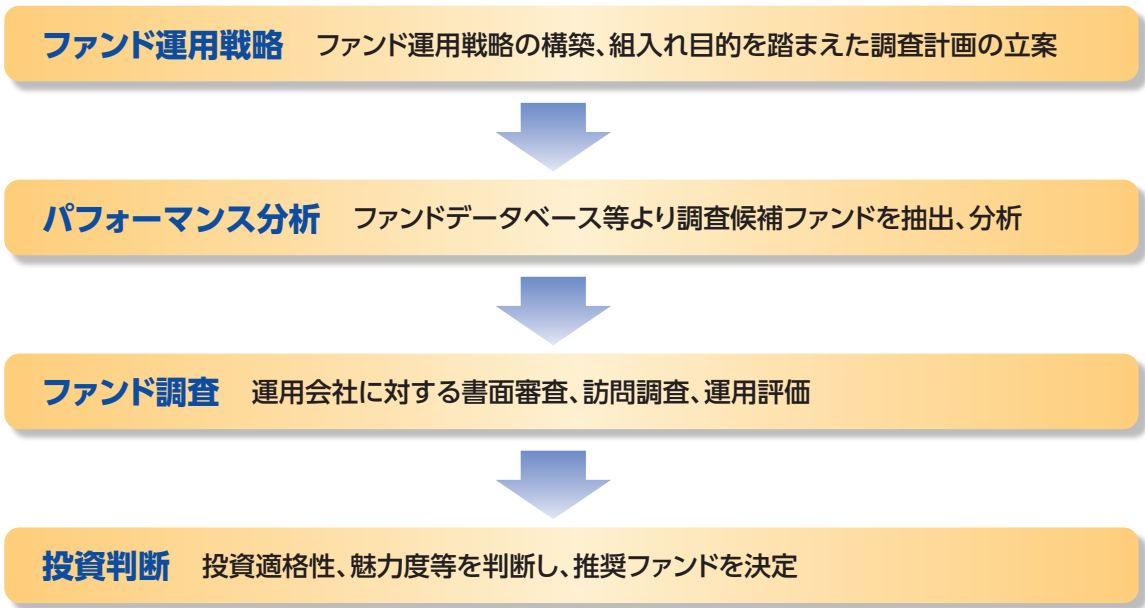 ファンド運用戦略 ファンド運用戦略の構築、組入れ目的を踏まえた調査計画の立案
パフォーマンス分析 ファンドデータベース等より調査候補ファンドを抽出、分析
ファンド調査 運用会社に対する書面審査、訪問調査、運用評価
投資判断 投資適格性、魅力度等を判断し、推奨ファンドを決定